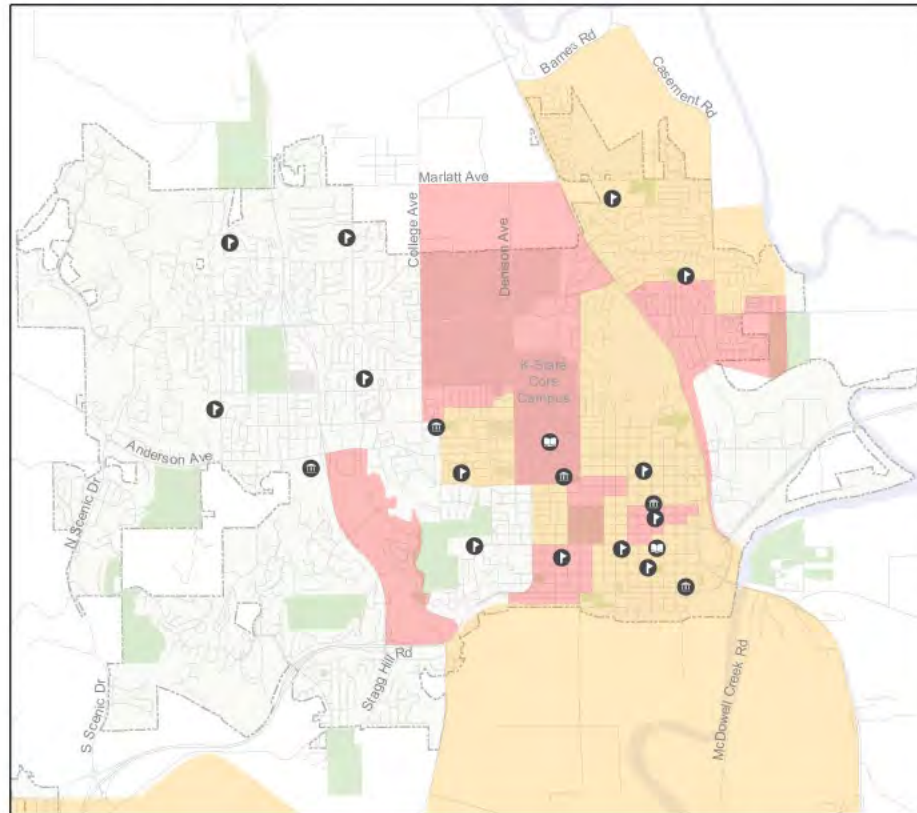 Barnes Rd
Casement Rd
Marlatt Ave
College Ave
Denison Ave
K-State
Core
Campus
Anderson Ave
N Scenic Dr
Stagg Hill Rd
S Scenic Dr
McDowell Creek Rd